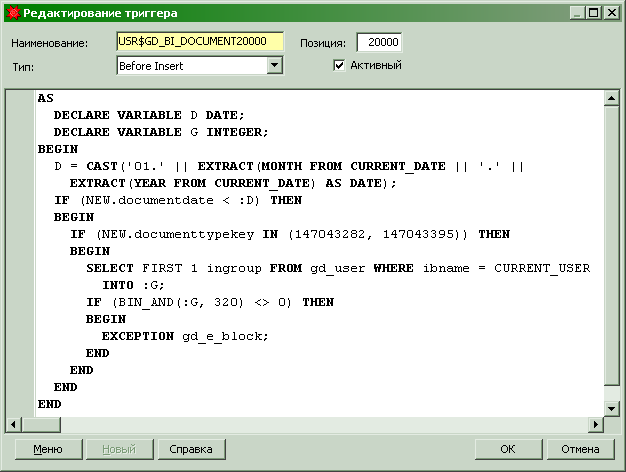 Редактирование триггера
Наименование: USR$GD_BI_DOCUMENT20000 Позиция: 20000
Тип: Before Insert Активный
AS
DECLARE VARIABLE D DATE;
DECLARE VARIABLE G INTEGER;
BEGIN
D = CAST('01.' || EXTRACT(MONTH FROM CURRENT_DATE || '.' ||
EXTRACT(YEAR FROM CURRENT_DATE) AS DATE);
IF (NEW.documentdate < :D) THEN
BEGIN
IF (NEW.documenttypekey IN (147043282, 147043395)) THEN
BEGIN
SELECT FIRST 1 ingroup FROM gd_user WHERE ibname = CURRENT_USER
INTO :G;
IF (BIN_AND(:G, 320) <> 0) THEN
BEGIN
EXCEPTION gd_e_block;
END
END
END
END
Меню Новый Справка OK Отмена